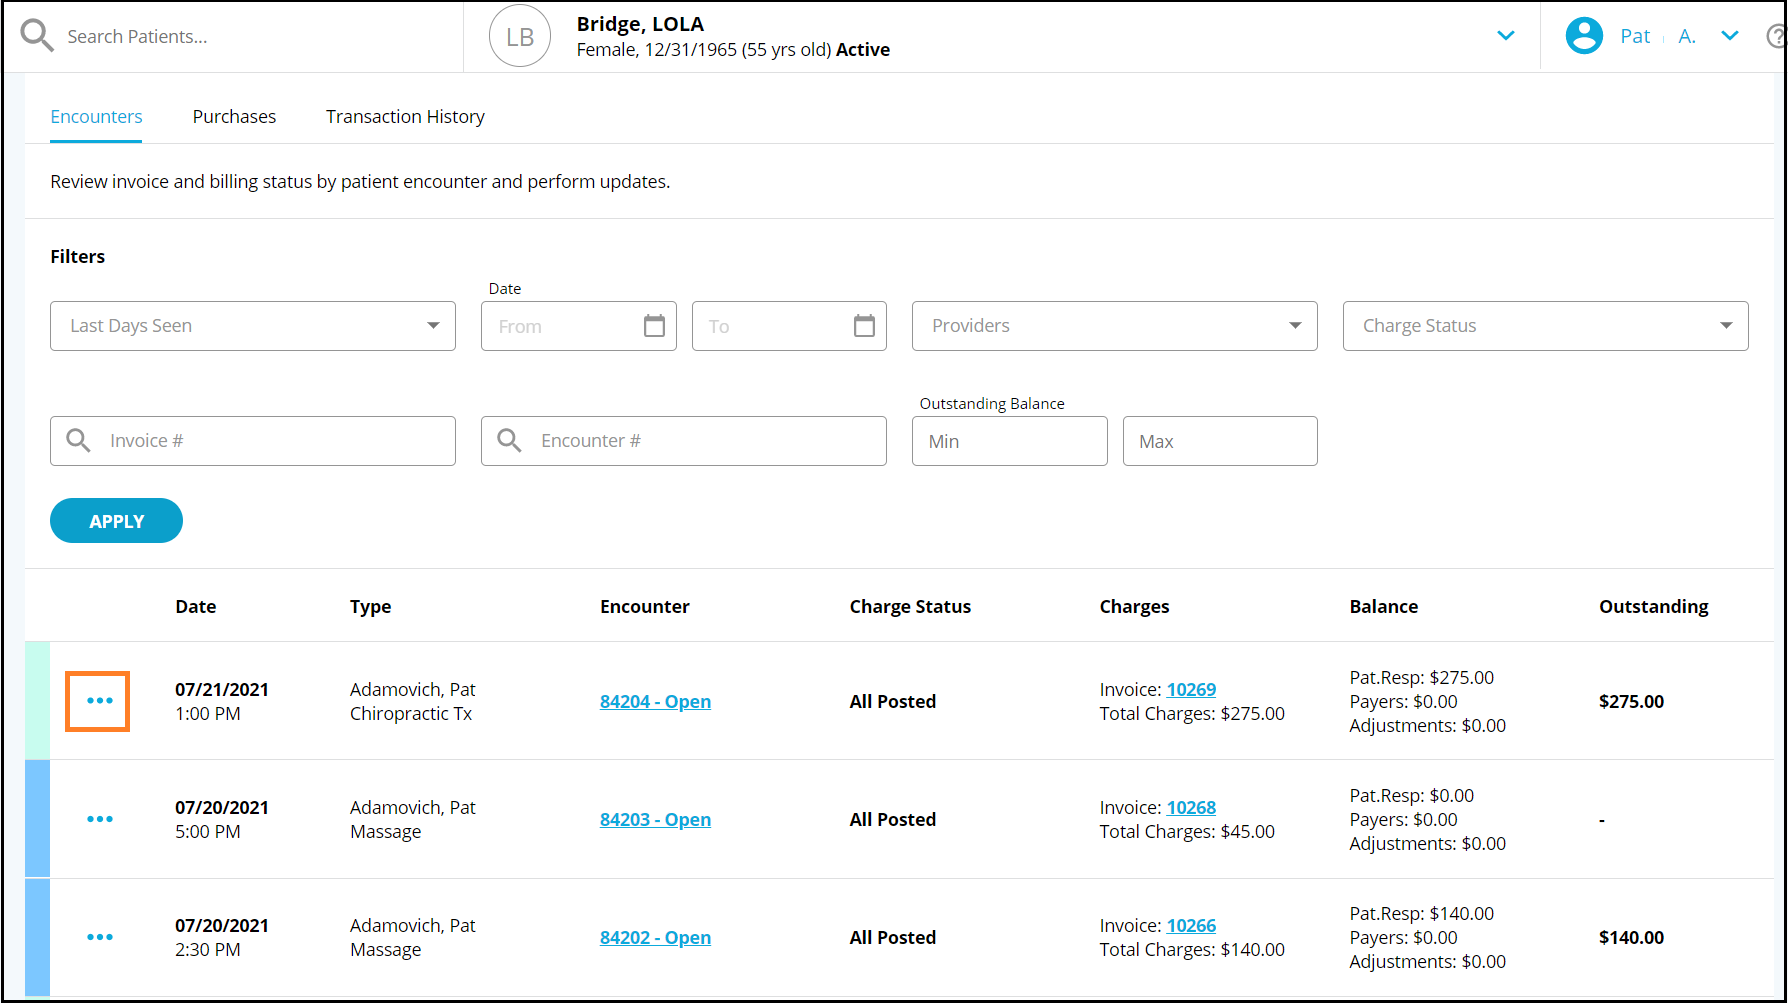 Search Patients...
LB
Bridge, LOLA
Female, 12/31/1965 (55 yrs old) Active
Pat A.
Encounters Purchases Transaction History
Review invoice and billing status by patient encounter and perform updates.
Filters
Date
Last Days Seen From To Providers Charge Status
Outstanding Balance
Invoice # Encounter # Min Max
APPLY
Date Type Encounter Charge Status Charges Balance Outstanding
07/21/2021
1:00 PM
Adamovich, Pat
Chiropractic Tx
84204 - Open
All Posted
Invoice: 10269
Total Charges: $275.00
Pat.Resp: $275.00
Payers: $0.00
Adjustments: $0.00
$275.00
07/20/2021
5:00 PM
Adamovich, Pat
Massage
84203 - Open
All Posted
Invoice: 10268
Total Charges: $45.00
Pat.Resp: $0.00
Payers: $0.00
Adjustments: $0.00
-
07/20/2021
2:30 PM
Adamovich, Pat
Massage
84202 - Open
All Posted
Invoice: 10266
Total Charges: $140.00
Pat.Resp: $140.00
Payers: $0.00
Adjustments: $0.00
$140.00